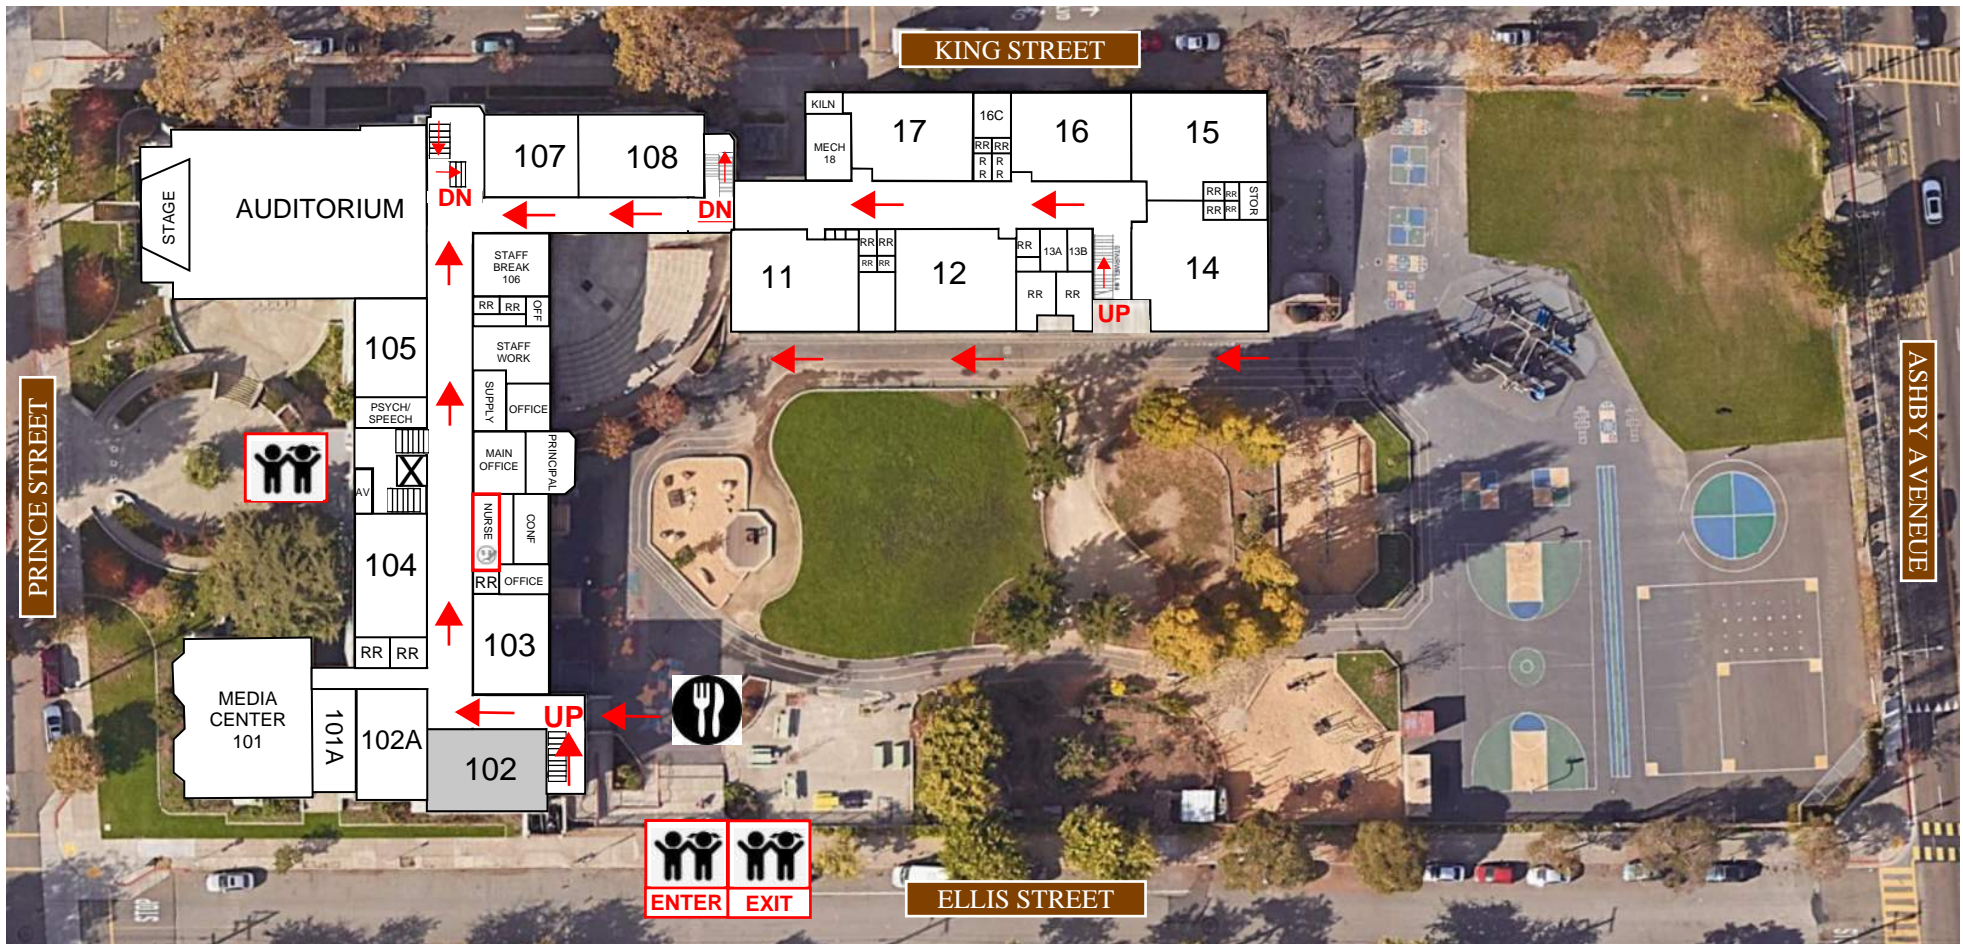 KING STREET
KILN
MECH
18
17
16C
RR RR
R R
R R
16
15
RR RR
RR RR
STOR
107
108
DN
DN
STAGE
AUDITORIUM
STAFF
BREAK
106
RR RR OFF
11
RR RR
RR RR
12
RR
13A
13B
RR RR
UP
14
105
STAFF
WORK
SUPPLY
OFFICE
PSYCH/
SPEECH
MAIN
OFFICE
PRINCIPAL
AV
NURSE
CONF
RR OFFICE
104
103
RR RR
PRINCE STREET
ASHBY AVENEUE
MEDIA
CENTER
101
101A
102A
102
UP
ENTER EXIT
ELLIS STREET
STOP